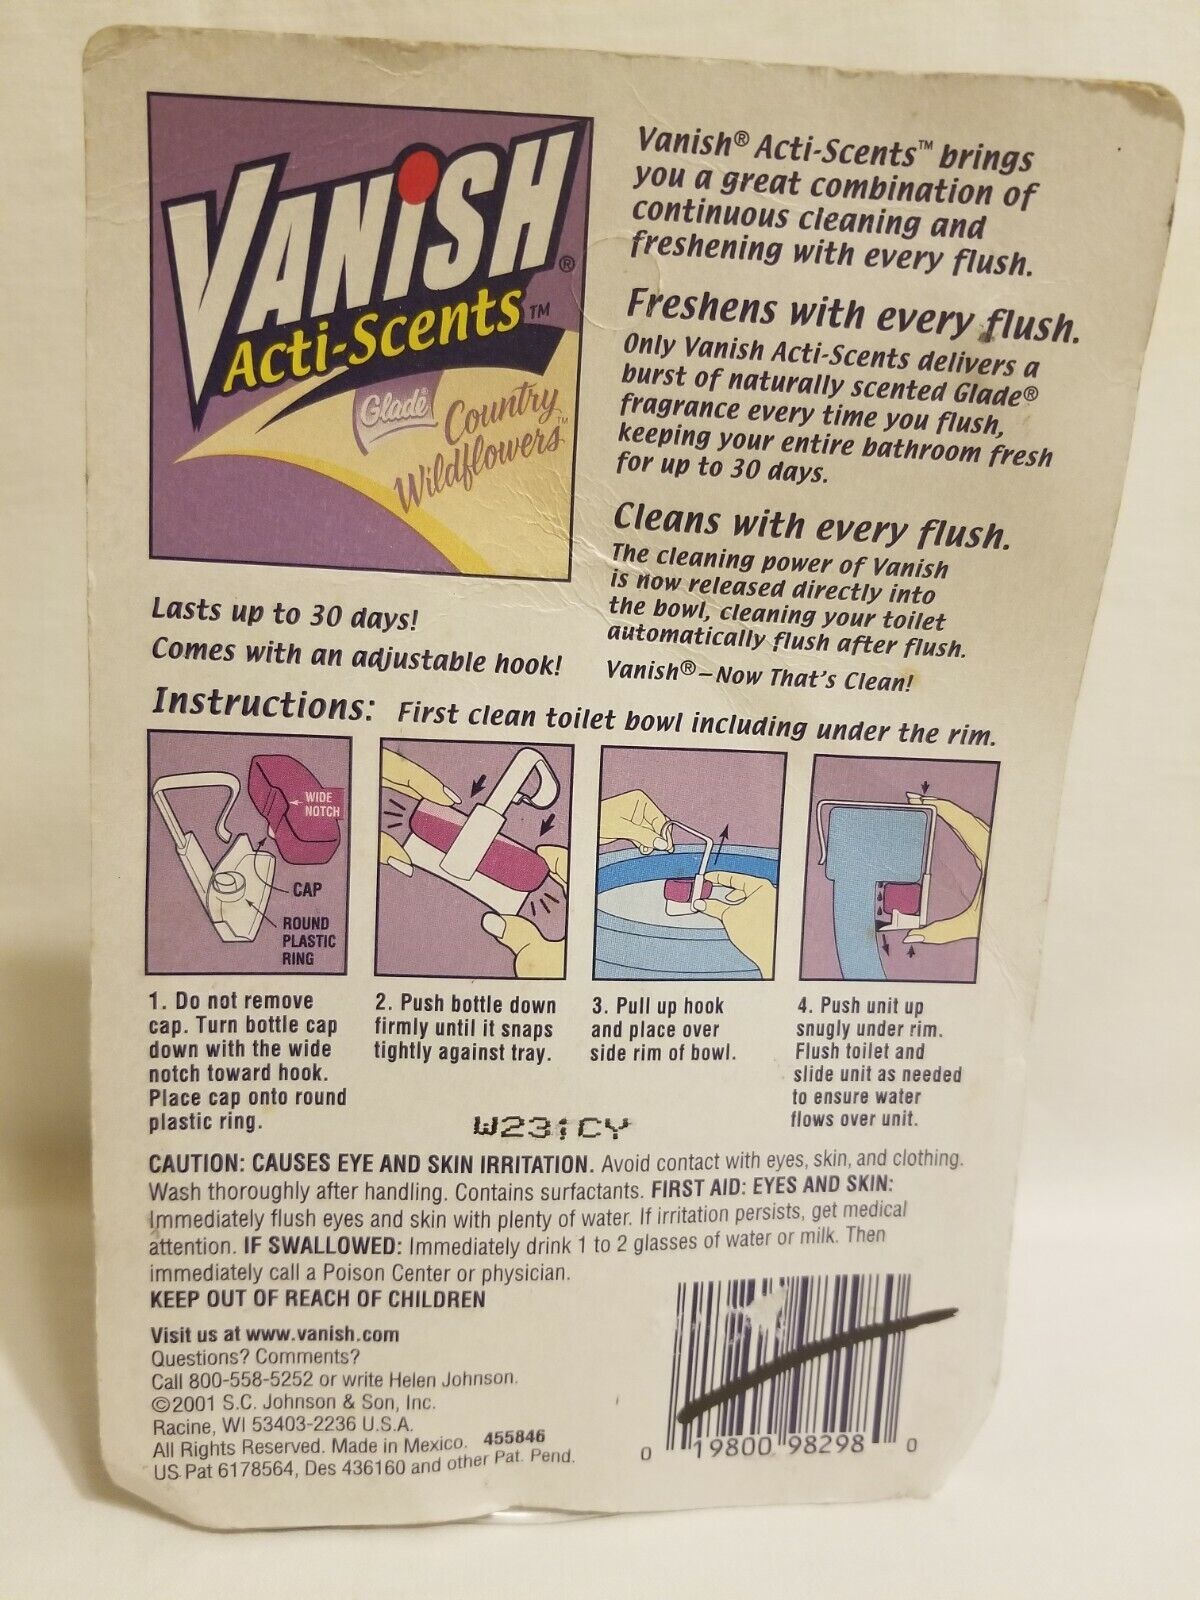 VANiSH®
Acti-Scents™
Glade®
Country
Wildflowers™
Lasts up to 30 days!
Comes with an adjustable hook!
Vanish® Acti-Scents™ brings
you a great combination of
continuous cleaning and
freshening with every flush.
Freshens with every flush.
Only Vanish Acti-Scents delivers a
burst of naturally scented Glade®
fragrance every time you flush,
keeping your entire bathroom fresh
for up to 30 days.
Cleans with every flush.
The cleaning power of Vanish
is now released directly into
the bowl, cleaning your toilet
automatically flush after flush.
Vanish®–Now That's Clean!
Instructions: First clean toilet bowl including under the rim.
WIDE
NOTCH
CAP
ROUND
PLASTIC
RING
1. Do not remove
cap. Turn bottle cap
down with the wide
notch toward hook.
Place cap onto round
plastic ring.
2. Push bottle down
firmly until it snaps
tightly against tray.
3. Pull up hook
and place over
side rim of bowl.
4. Push unit up
snugly under rim.
Flush toilet and
slide unit as needed
to ensure water
flows over unit.
CAUTION: CAUSES EYE AND SKIN IRRITATION. Avoid contact with eyes, skin, and clothing.
Wash thoroughly after handling. Contains surfactants. FIRST AID: EYES AND SKIN:
Immediately flush eyes and skin with plenty of water. If irritation persists, get medical
attention. IF SWALLOWED: Immediately drink 1 to 2 glasses of water or milk. Then
immediately call a Poison Center or physician.
KEEP OUT OF REACH OF CHILDREN
Visit us at www.vanish.com
Questions? Comments?
Call 800-558-5252 or write Helen Johnson.
©2001 S.C. Johnson & Son, Inc.
Racine, WI 53403-2236 U.S.A.
All Rights Reserved. Made in Mexico. 455846
US Pat 6178564, Des 436160 and other Pat. Pend.
0 19800 98298 0